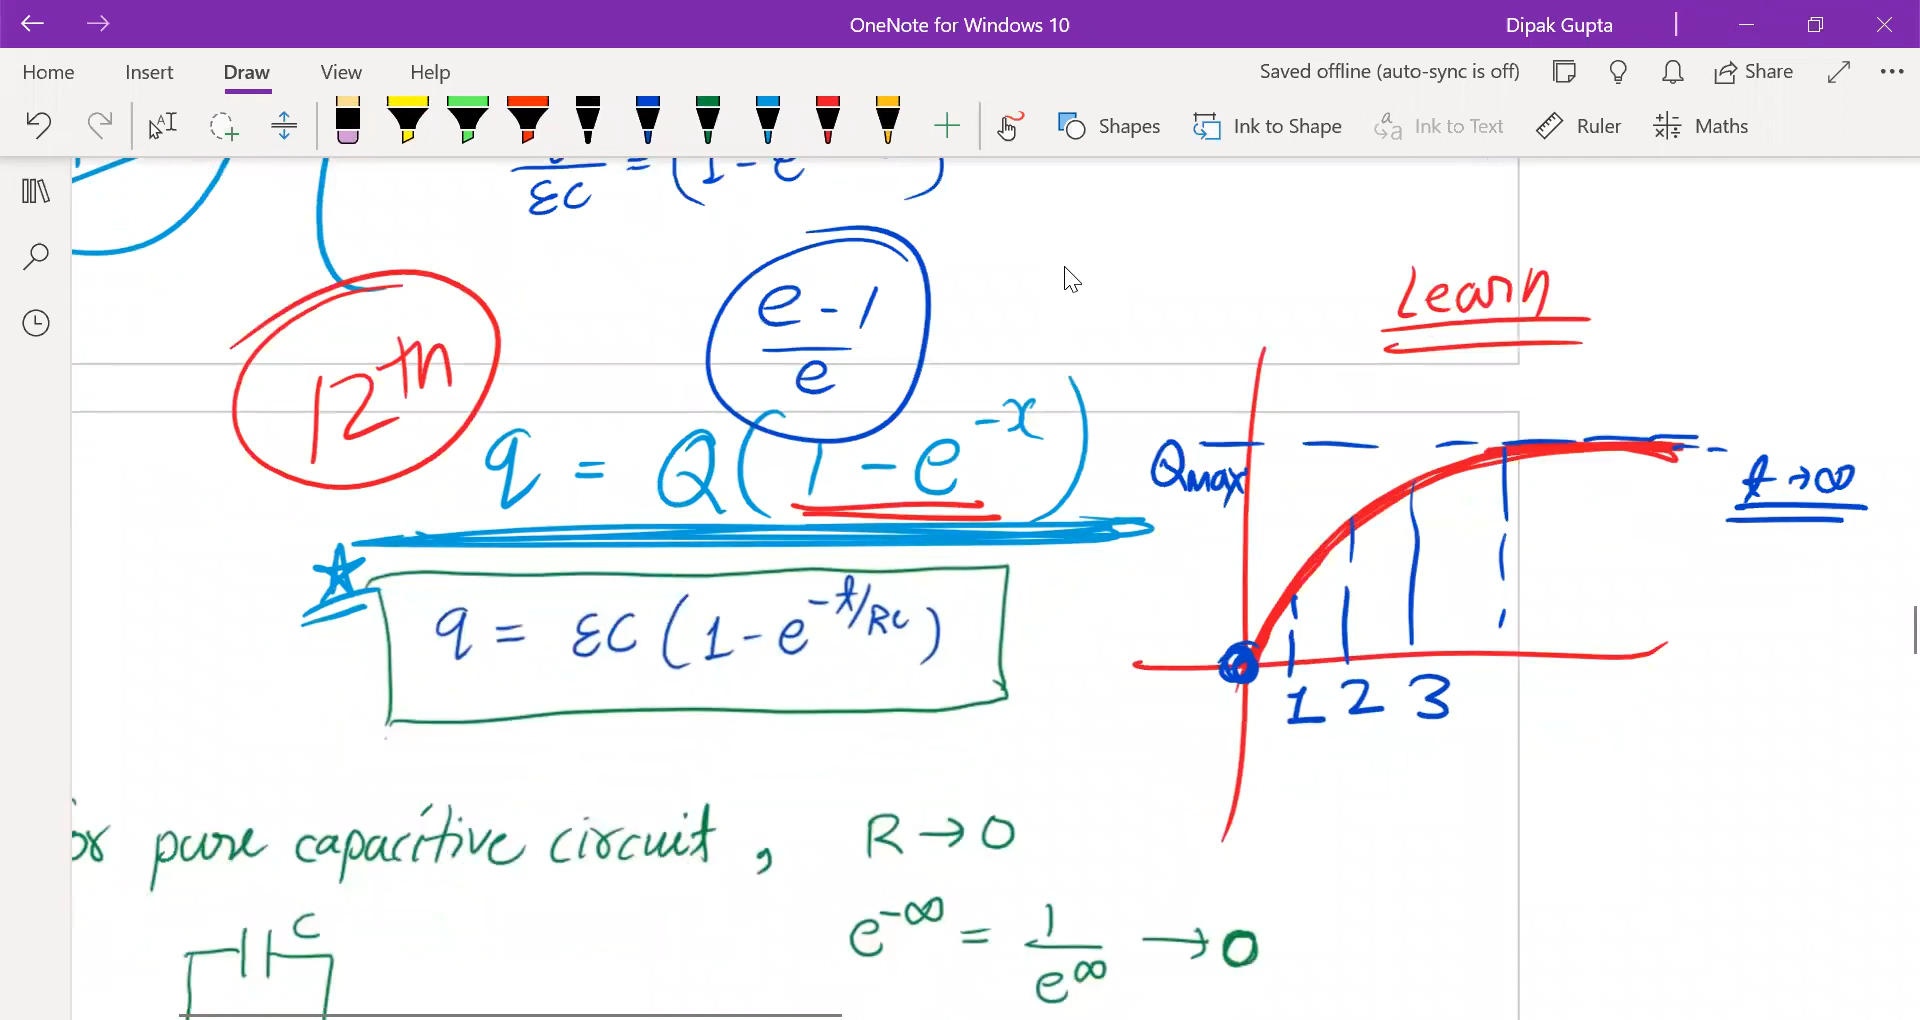 OneNote for Windows 10
Dipak Gupta
Home Insert Draw View Help
Saved offline (auto-sync is off)
Share
Shapes Ink to Shape Ink to Text Ruler Maths
εC = (1 - e )
e - 1
e
Learn
12th
q = Q(1 - e^-x)
Qmax
t → ∞
q = εC (1 - e^-t/RC)
1 2 3
or pure capacitive circuit, R → 0
e^-∞ = 1/e^∞ → 0
C